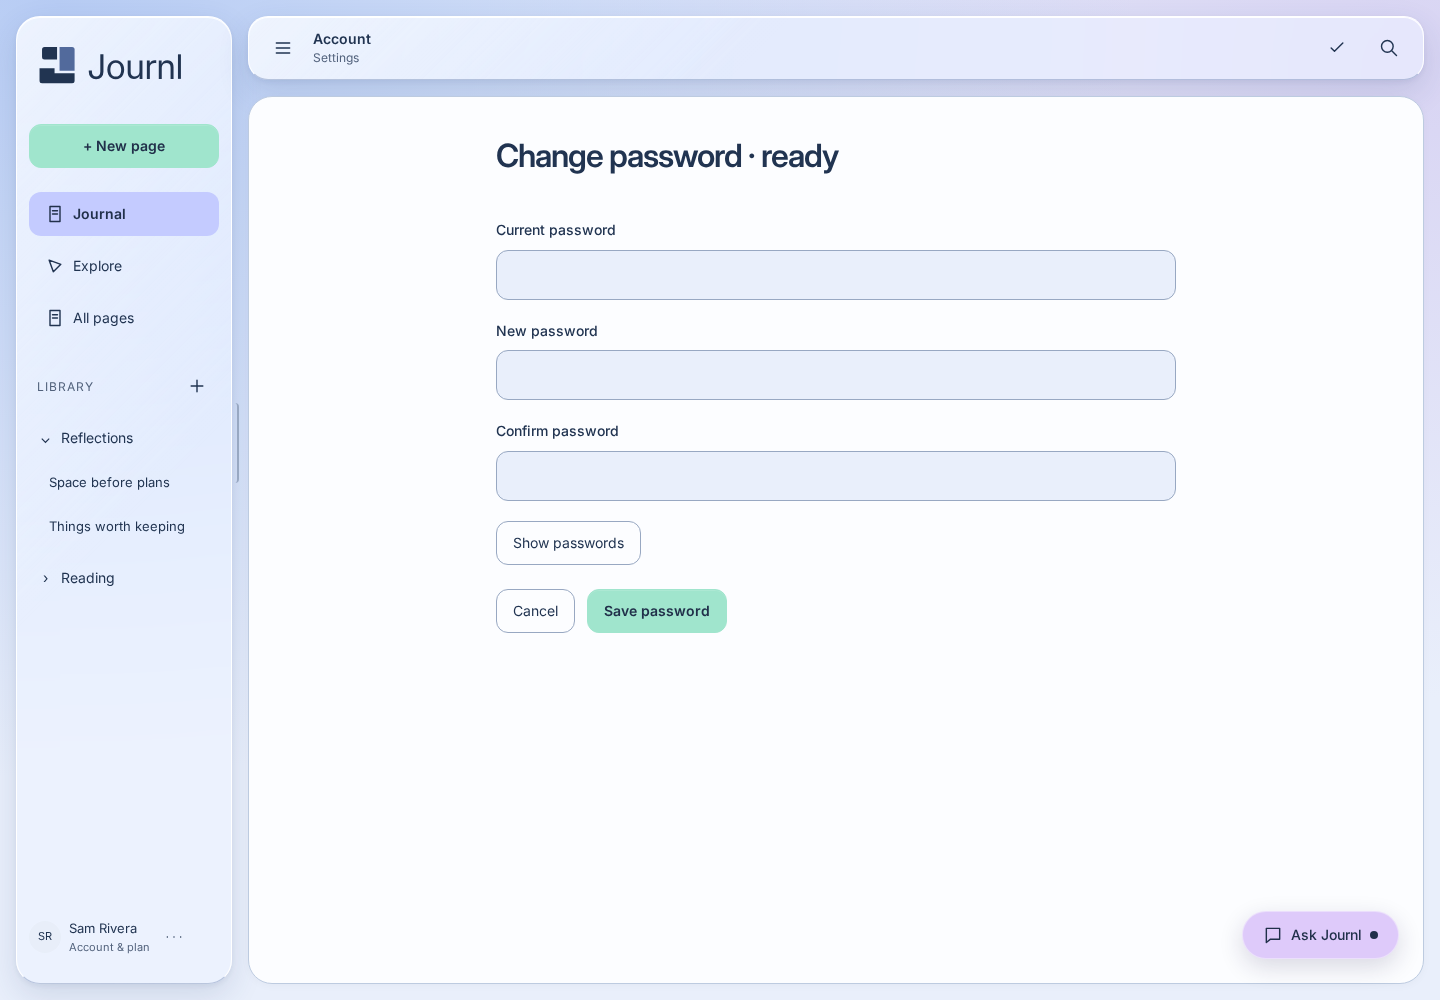 Journl
+ New page
Journal
Explore
All pages
LIBRARY
Reflections
Space before plans
Things worth keeping
Reading
SR
Sam Rivera
Account & plan
...
Account
Settings
Change password · ready
Current password
New password
Confirm password
Show passwords
Cancel
Save password
Ask Journl